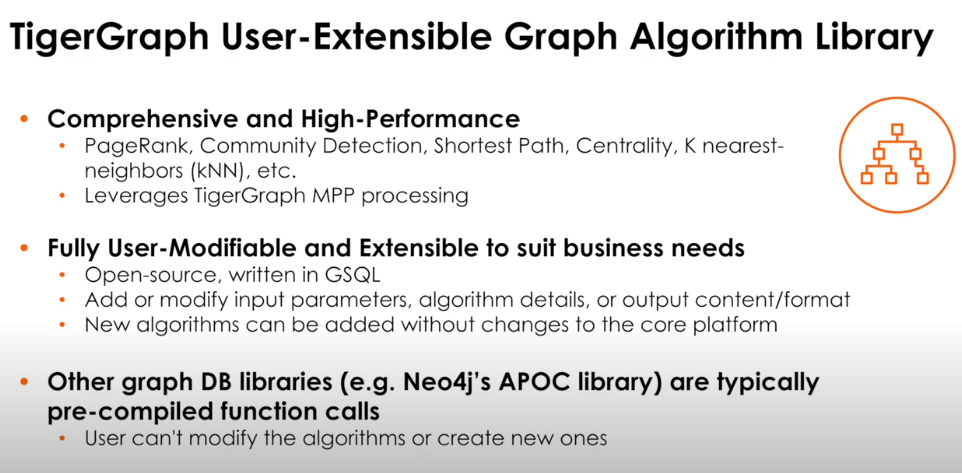 TigerGraph User-Extensible Graph Algorithm Library
• Comprehensive and High-Performance
• PageRank, Community Detection, Shortest Path, Centrality, K nearest-
neighbors (kNN), etc.
• Leverages TigerGraph MPP processing
• Fully User-Modifiable and Extensible to suit business needs
• Open-source, written in GSQL
• Add or modify input parameters, algorithm details, or output content/format
• New algorithms can be added without changes to the core platform
• Other graph DB libraries (e.g. Neo4j's APOC library) are typically
pre-compiled function calls
• User can't modify the algorithms or create new ones